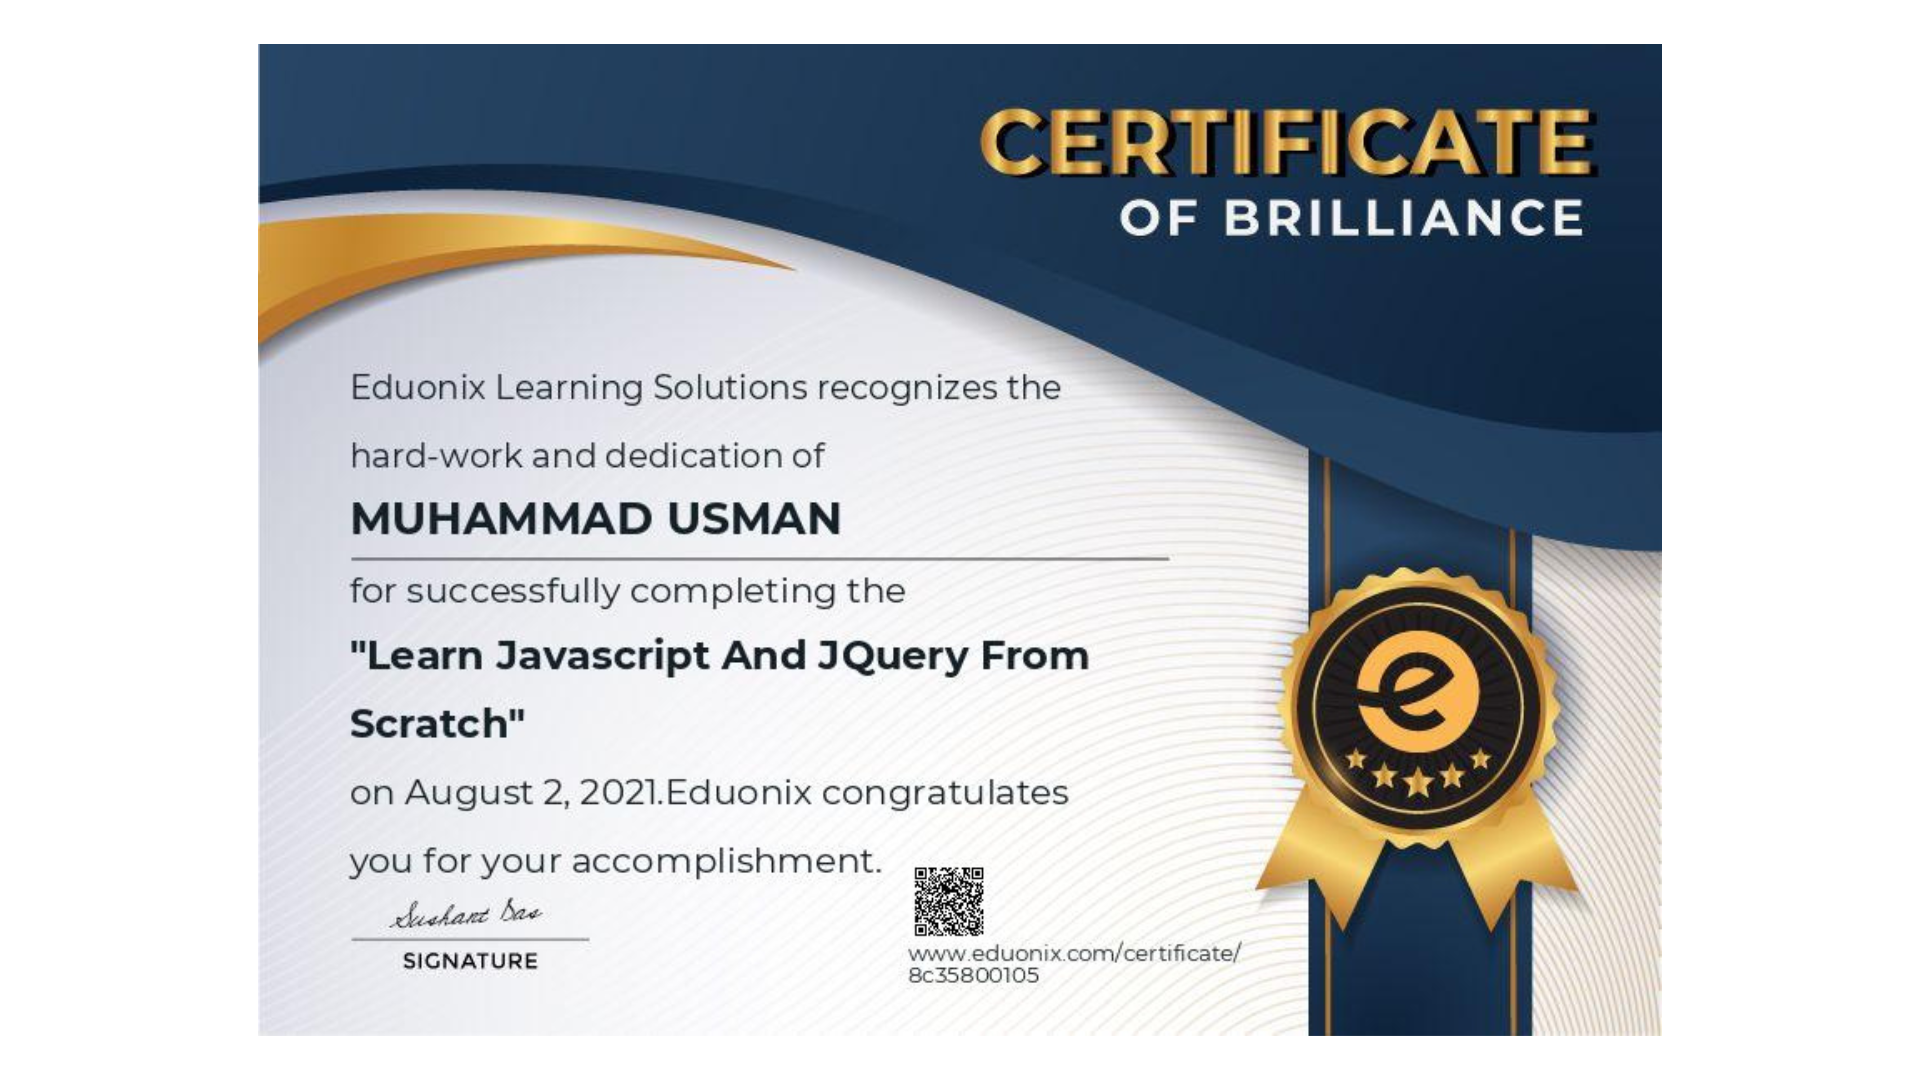 CERTIFICATE
OF BRILLIANCE
Eduonix Learning Solutions recognizes the
hard-work and dedication of
MUHAMMAD USMAN
for successfully completing the
"Learn Javascript And JQuery From
Scratch"
on August 2, 2021.Eduonix congratulates
you for your accomplishment.
Sushant Das
SIGNATURE
www.eduonix.com/certificate/
8c35800105